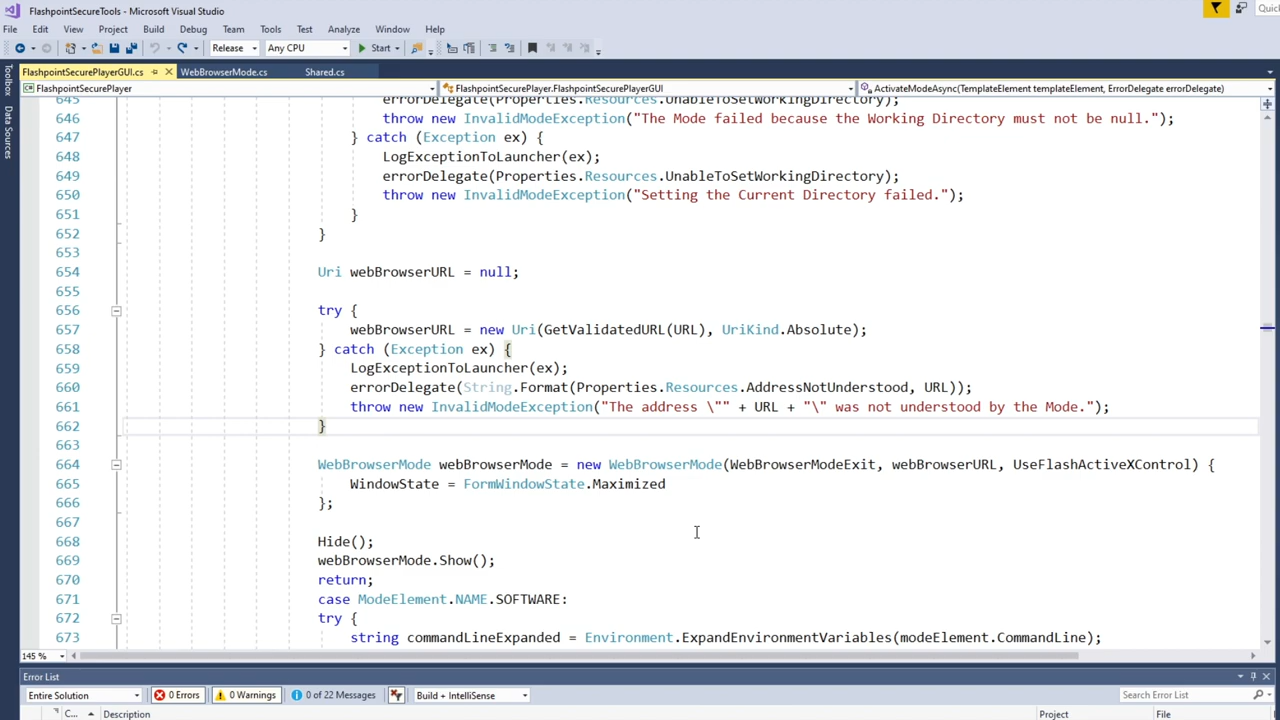 FlashpointSecureTools - Microsoft Visual Studio
Quic
File Edit View Project Build Debug Team Tools Test Analyze Window Help
Release Any CPU Start
FlashpointSecurePlayerGUI.cs WebBrowserMode.cs Shared.cs
FlashpointSecurePlayer FlashpointSecurePlayer.FlashpointSecurePlayerGUI ActivateModeAsync(TemplateElement templateElement, ErrorDelegate errorDelegate)
Toolbox
Data Sources
645 errorDelegate(Properties.Resources.UnableToSetWorkingDirectory);
646 throw new InvalidModeException("The Mode failed because the Working Directory must not be null.");
647 } catch (Exception ex) {
648 LogExceptionToLauncher(ex);
649 errorDelegate(Properties.Resources.UnableToSetWorkingDirectory);
650 throw new InvalidModeException("Setting the Current Directory failed.");
651 }
652 }
653
654 Uri webBrowserURL = null;
655
656 try {
657 webBrowserURL = new Uri(GetValidatedURL(URL), UriKind.Absolute);
658 } catch (Exception ex) {
659 LogExceptionToLauncher(ex);
660 errorDelegate(String.Format(Properties.Resources.AddressNotUnderstood, URL));
661 throw new InvalidModeException("The address \"" + URL + "\" was not understood by the Mode.");
662 }
663
664 WebBrowserMode webBrowserMode = new WebBrowserMode(WebBrowserModeExit, webBrowserURL, UseFlashActiveXControl) {
665 WindowState = FormWindowState.Maximized
666 };
667
668 Hide();
669 webBrowserMode.Show();
670 return;
671 case ModeElement.NAME.SOFTWARE:
672 try {
673 string commandLineExpanded = Environment.ExpandEnvironmentVariables(modeElement.CommandLine);
145 %
Error List
Entire Solution 0 Errors 0 Warnings 0 of 22 Messages Build + IntelliSense Search Error List
C... Description Project File